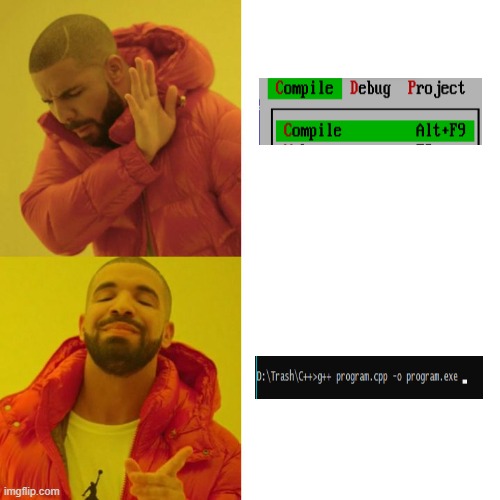 Compile Debug Project
Compile Alt+F9
D:\Trash\C++>g++ program.cpp -o program.exe
imgflip.com